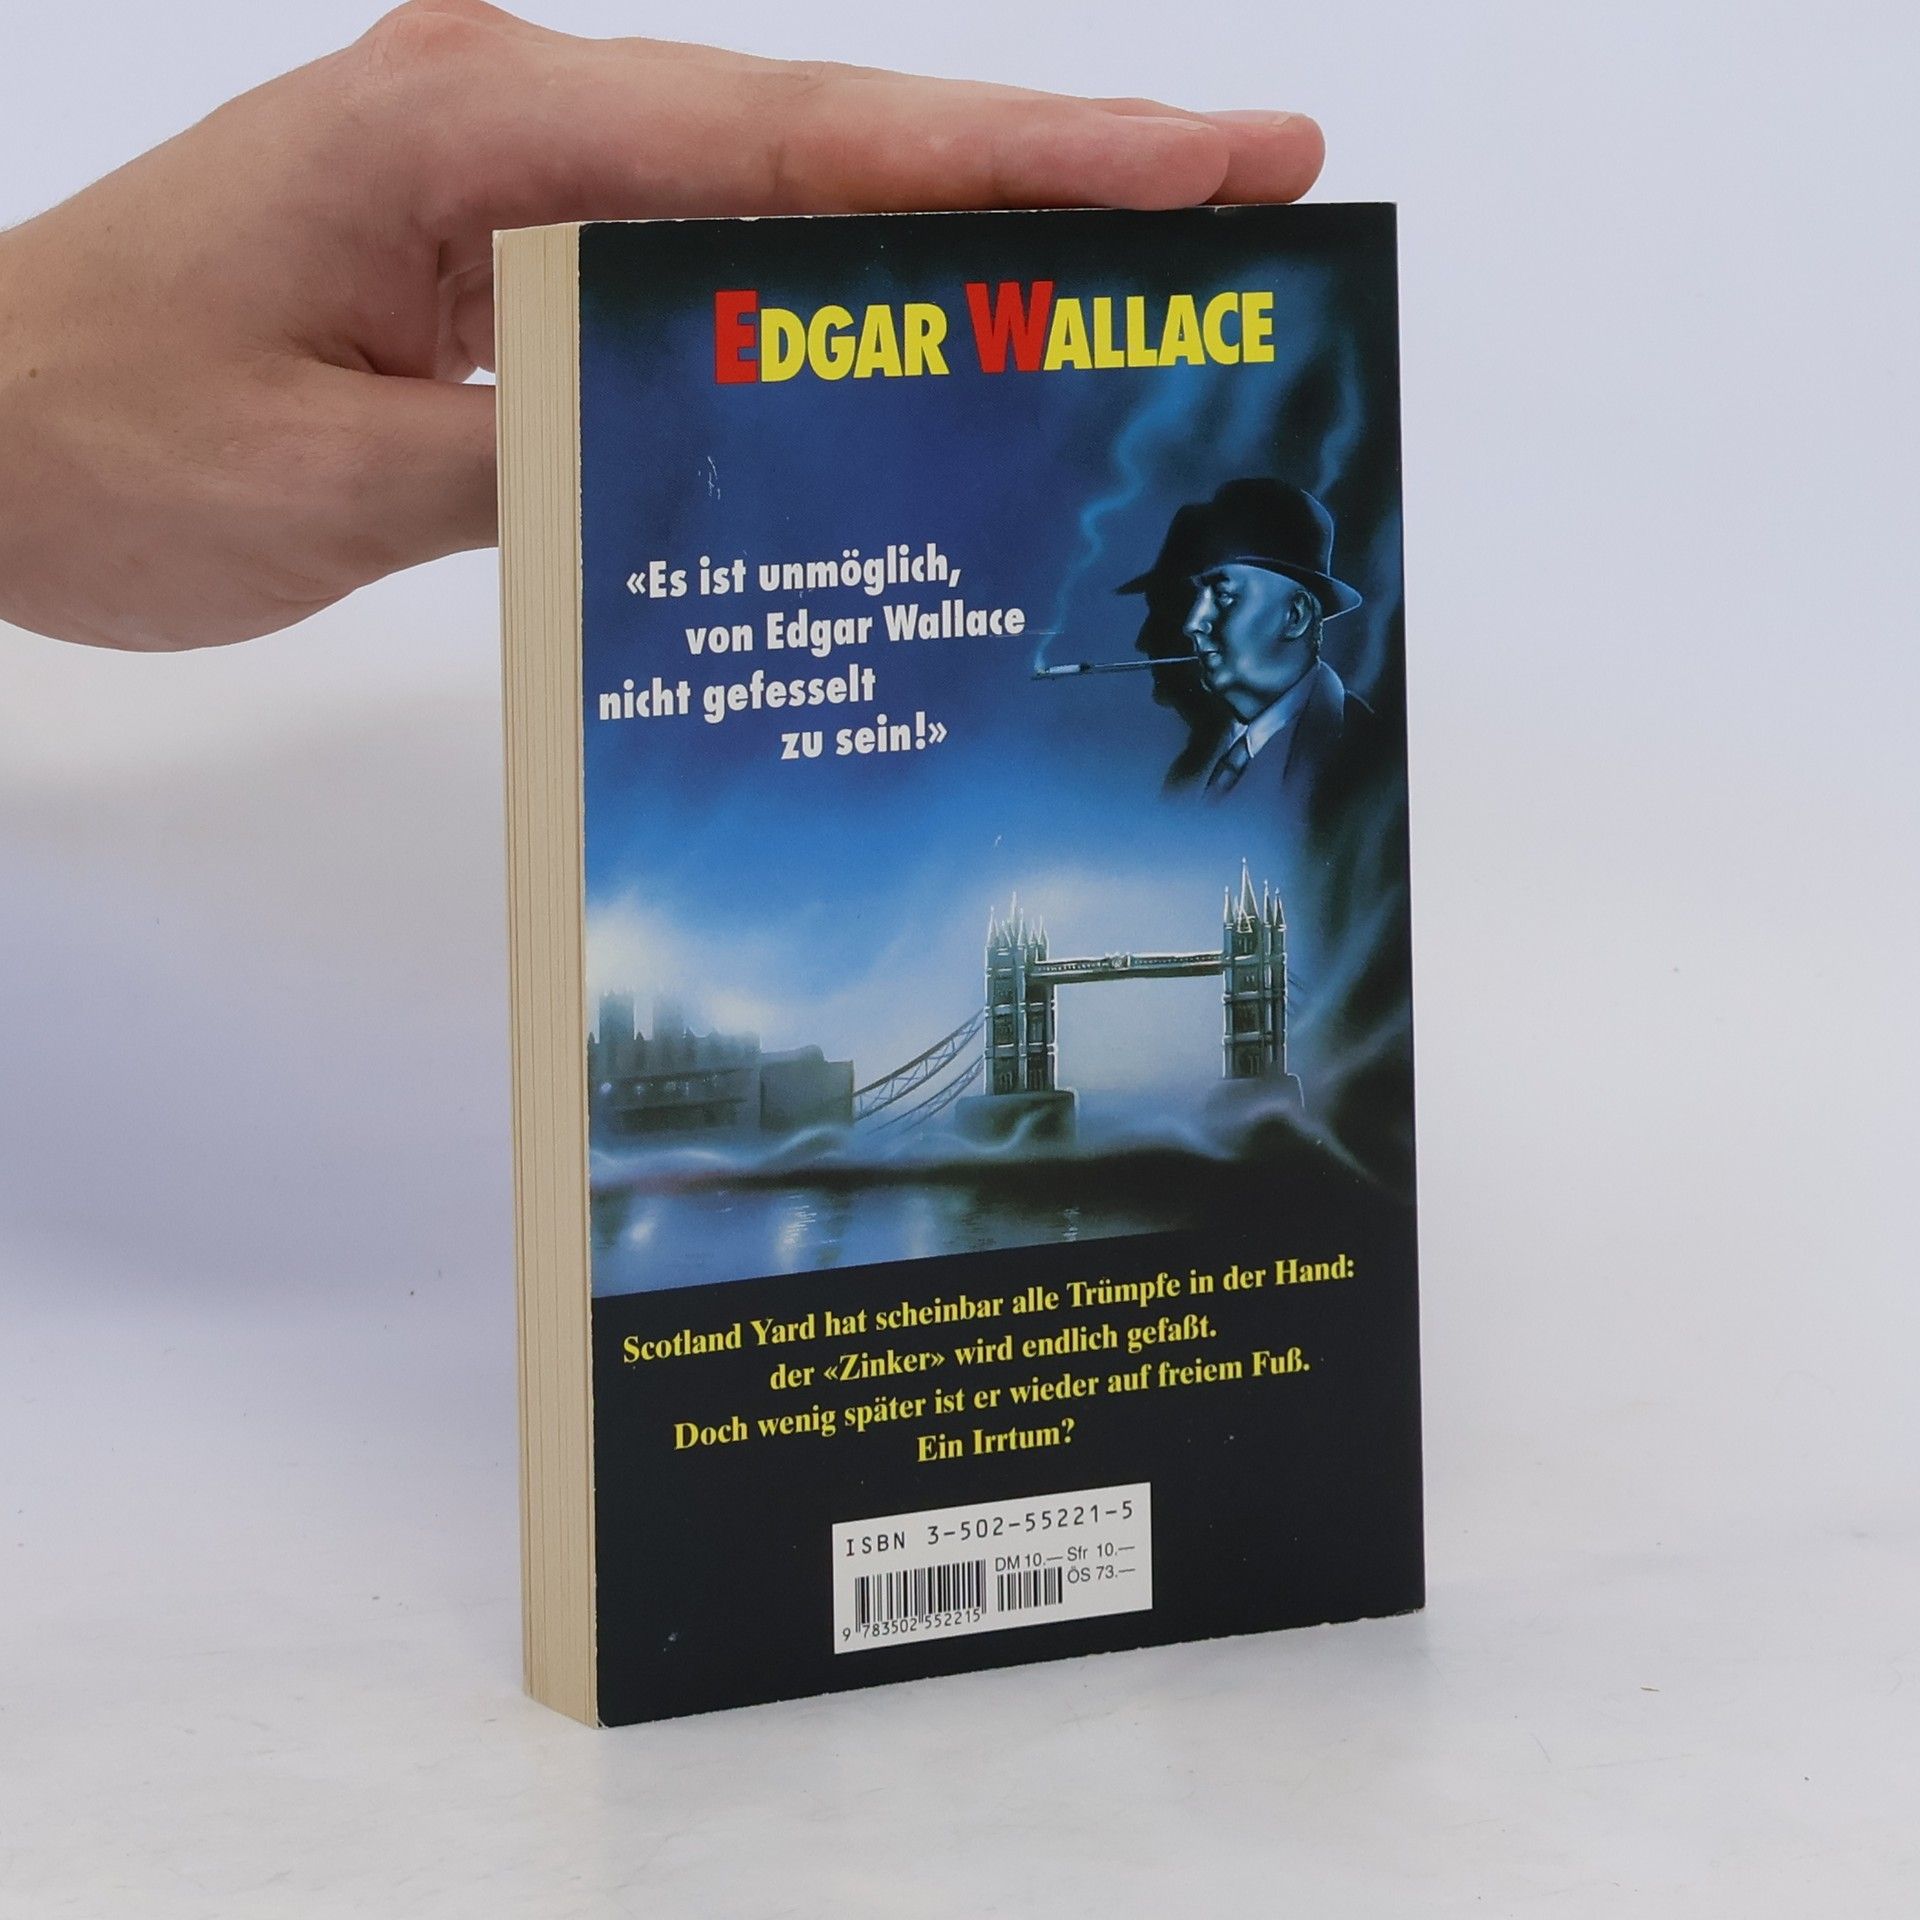 EDGAR WALLACE
«Es ist unmöglich,
von Edgar Wallace
nicht gefesselt
zu sein!»
Scotland Yard hat scheinbar alle Trümpfe in der Hand:
der «Zinker» wird endlich gefaßt.
Doch wenig später ist er wieder auf freiem Fuß.
Ein Irrtum?
ISBN 3-502-55221-5
DM 10.— Sfr 10.—
ÖS 73.—
9 783502 552215